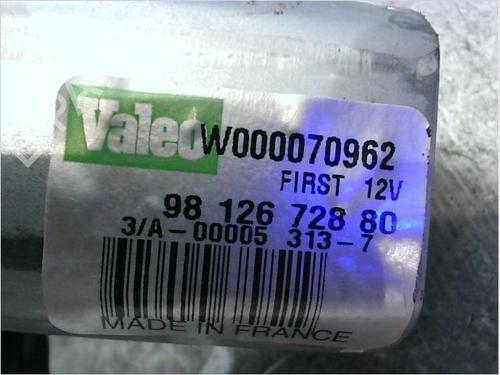 Valeo W000070962
FIRST 12V
98 126 728 80
3/A-00005 313-7
MADE IN FRANCE